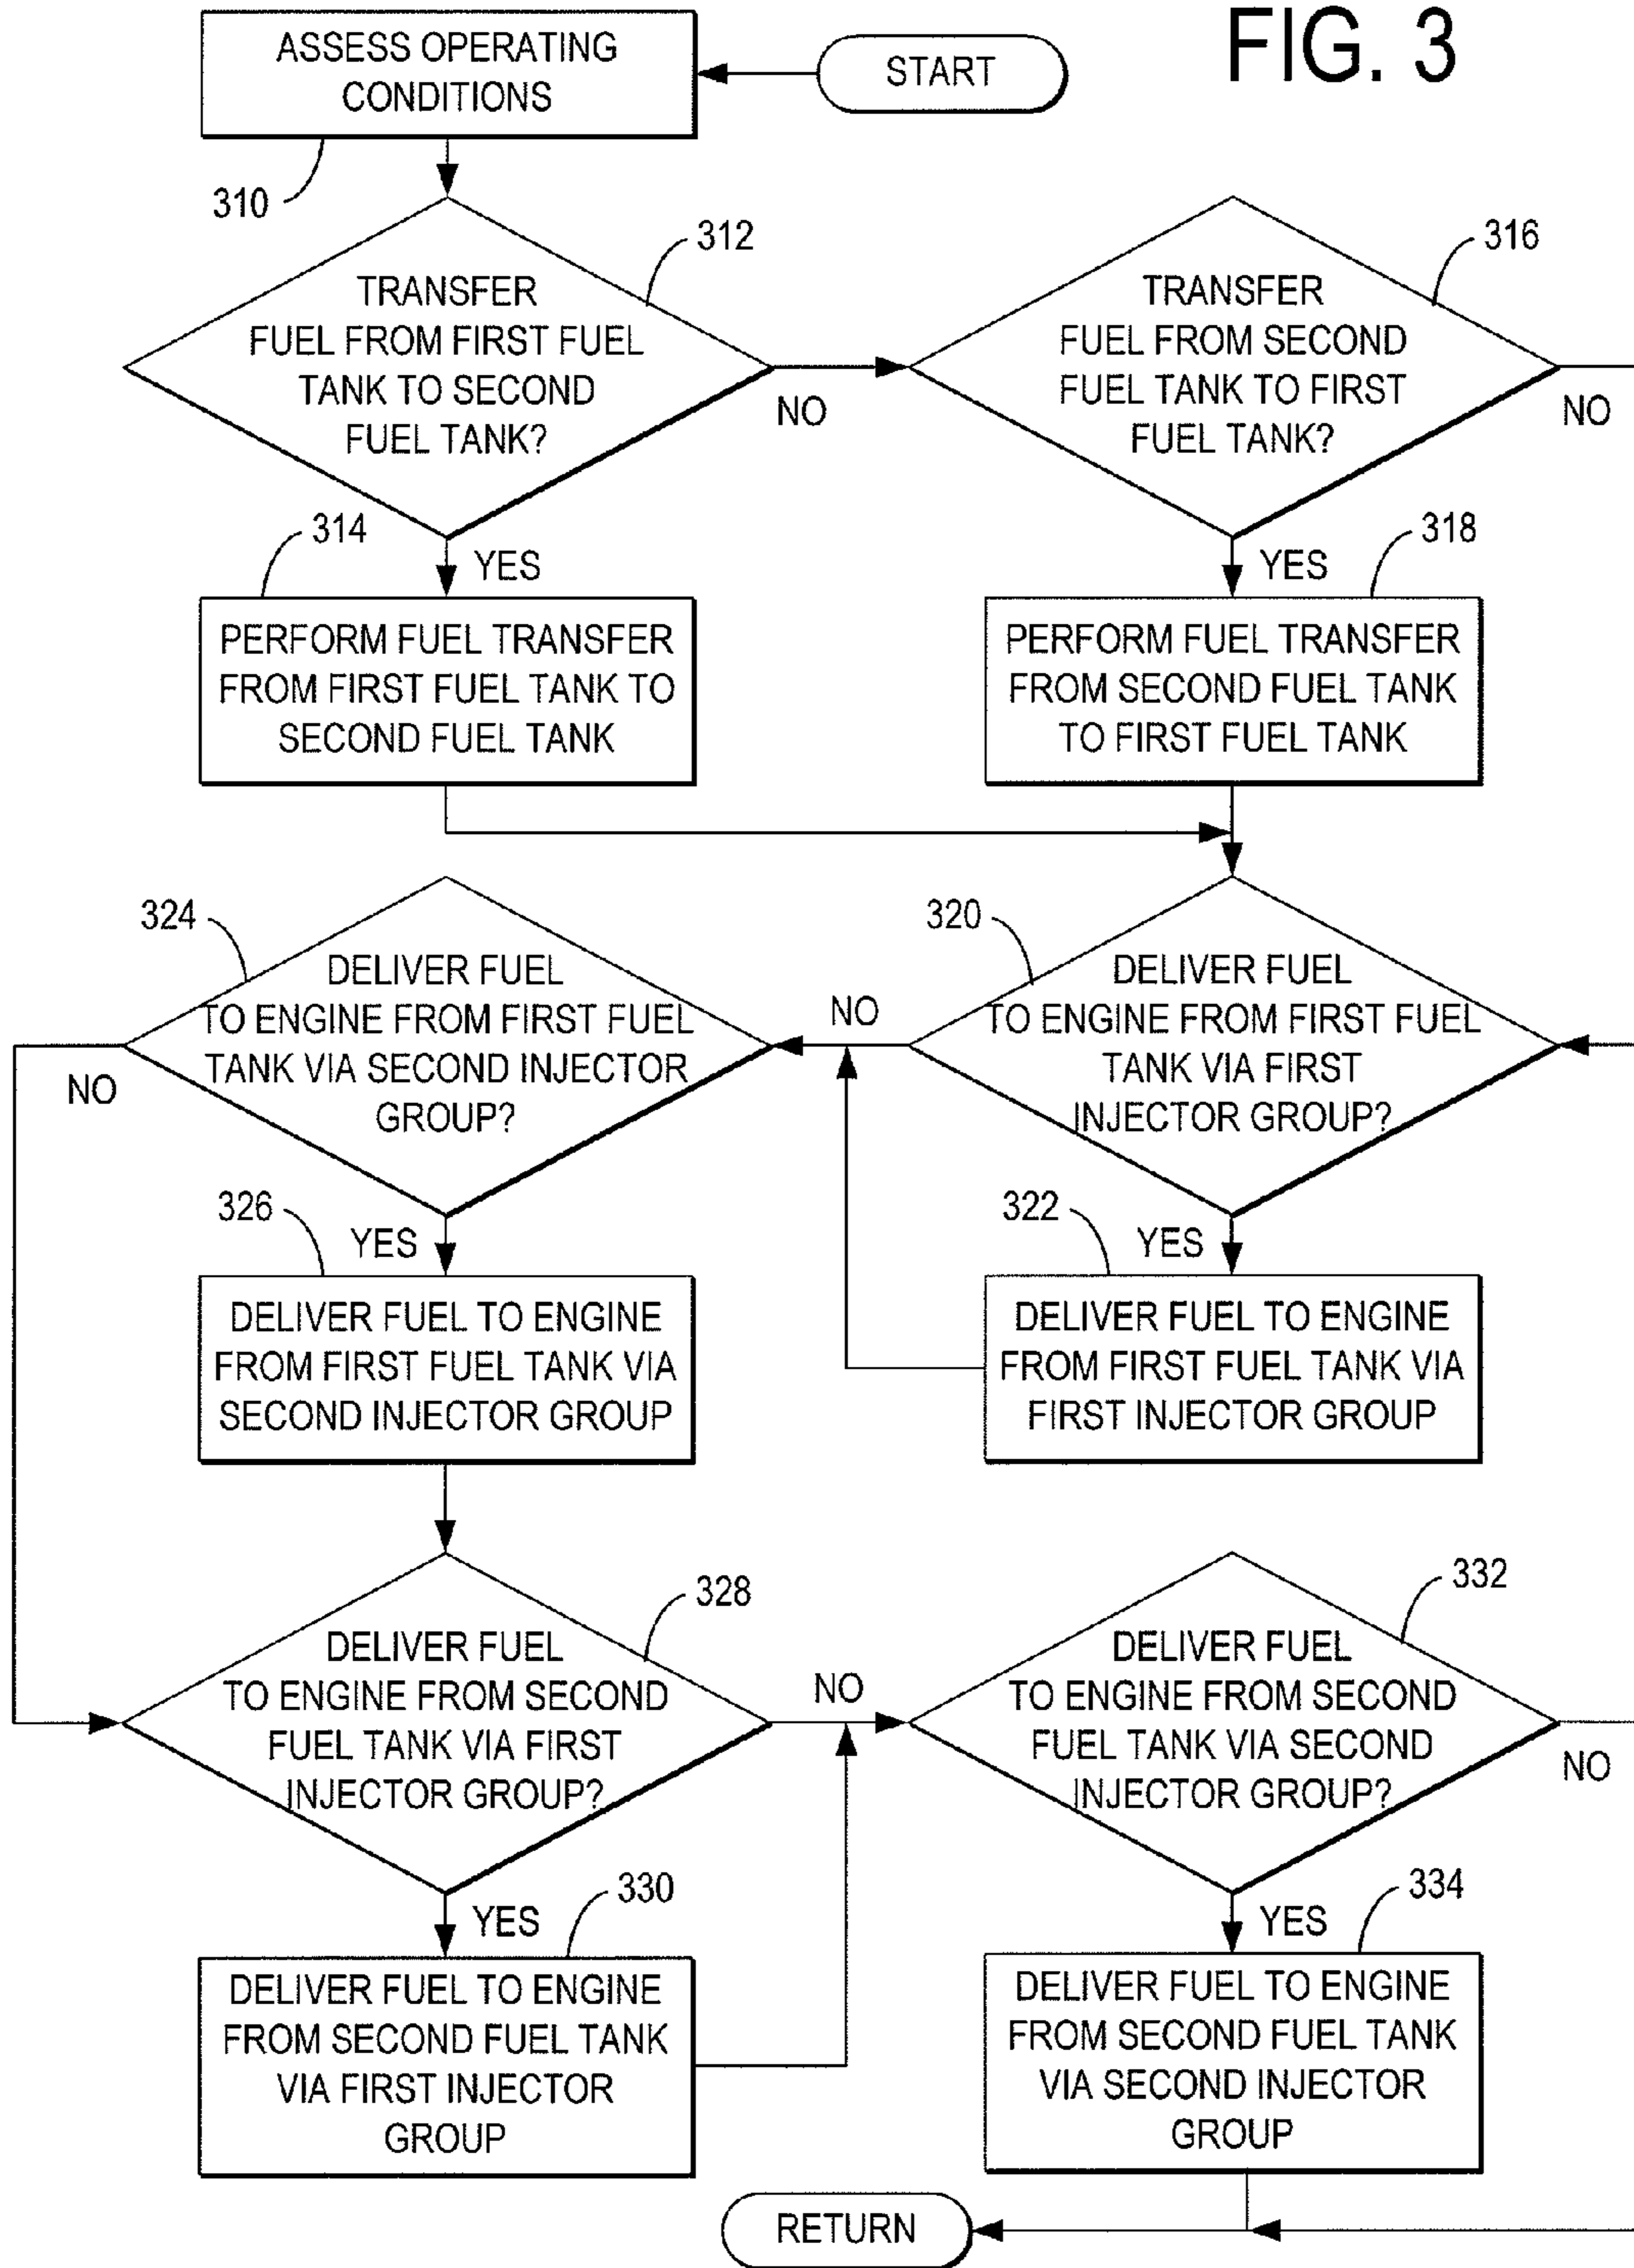 FIG. 3
START
ASSESS OPERATING
CONDITIONS
310
312
TRANSFER
FUEL FROM FIRST FUEL
TANK TO SECOND
FUEL TANK?
NO
316
TRANSFER
FUEL FROM SECOND
FUEL TANK TO FIRST
FUEL TANK?
NO
314
YES
PERFORM FUEL TRANSFER
FROM FIRST FUEL TANK TO
SECOND FUEL TANK
318
YES
PERFORM FUEL TRANSFER
FROM SECOND FUEL TANK
TO FIRST FUEL TANK
324
DELIVER FUEL
TO ENGINE FROM FIRST FUEL
TANK VIA SECOND INJECTOR
GROUP?
NO
320
DELIVER FUEL
TO ENGINE FROM FIRST FUEL
TANK VIA FIRST
INJECTOR GROUP?
NO
326
YES
DELIVER FUEL TO ENGINE
FROM FIRST FUEL TANK VIA
SECOND INJECTOR GROUP
322
YES
DELIVER FUEL TO ENGINE
FROM FIRST FUEL TANK VIA
FIRST INJECTOR GROUP
328
DELIVER FUEL
TO ENGINE FROM SECOND
FUEL TANK VIA FIRST
INJECTOR GROUP?
NO
332
DELIVER FUEL
TO ENGINE FROM SECOND
FUEL TANK VIA SECOND
INJECTOR GROUP?
NO
330
YES
DELIVER FUEL TO ENGINE
FROM SECOND FUEL TANK
VIA FIRST INJECTOR
GROUP
334
YES
DELIVER FUEL TO ENGINE
FROM SECOND FUEL TANK
VIA SECOND INJECTOR
GROUP
RETURN